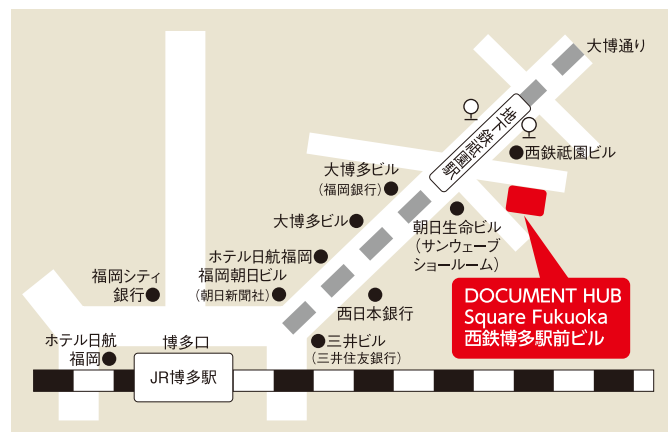 大博通り
地下鉄祇園駅
西鉄祇園ビル
大博多ビル
(福岡銀行)
大博多ビル
朝日生命ビル
(サンウェーブ
ショールーム)
ホテル日航福岡
福岡朝日ビル
(朝日新聞社)
福岡シティ
銀行
西日本銀行
DOCUMENT HUB
Square Fukuoka
西鉄博多駅前ビル
ホテル日航
福岡
博多口
三井ビル
(三井住友銀行)
JR博多駅